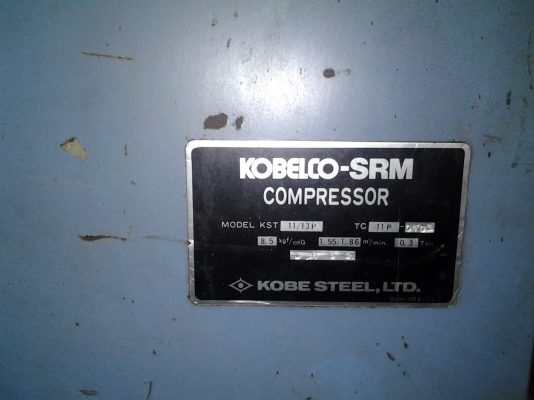 KOBELCO-SRM
COMPRESSOR
MODEL KST 11/13P TC 11P-
8.5 kgf/cm²G 1.55/1.86 m³/min. 0.3 Ton
KOBE STEEL, LTD.